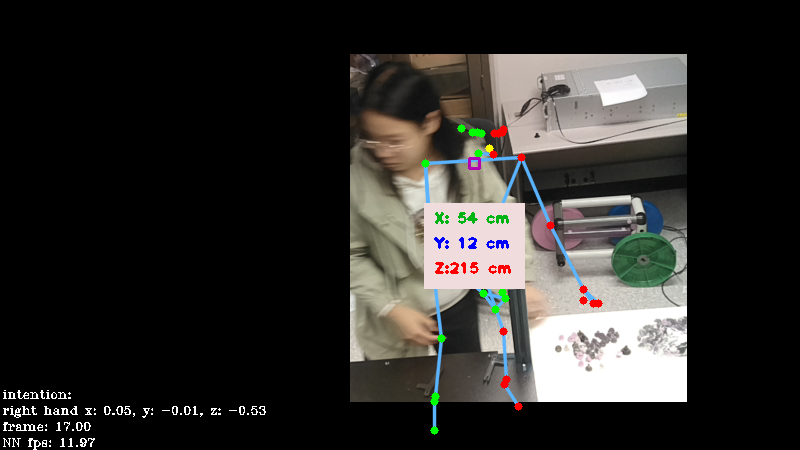 X: 54 cm
Y: 12 cm
Z:215 cm
intention:
right hand x: 0.05, y: −0.01, z: −0.53
frame: 17.00
NN fps: 11.97